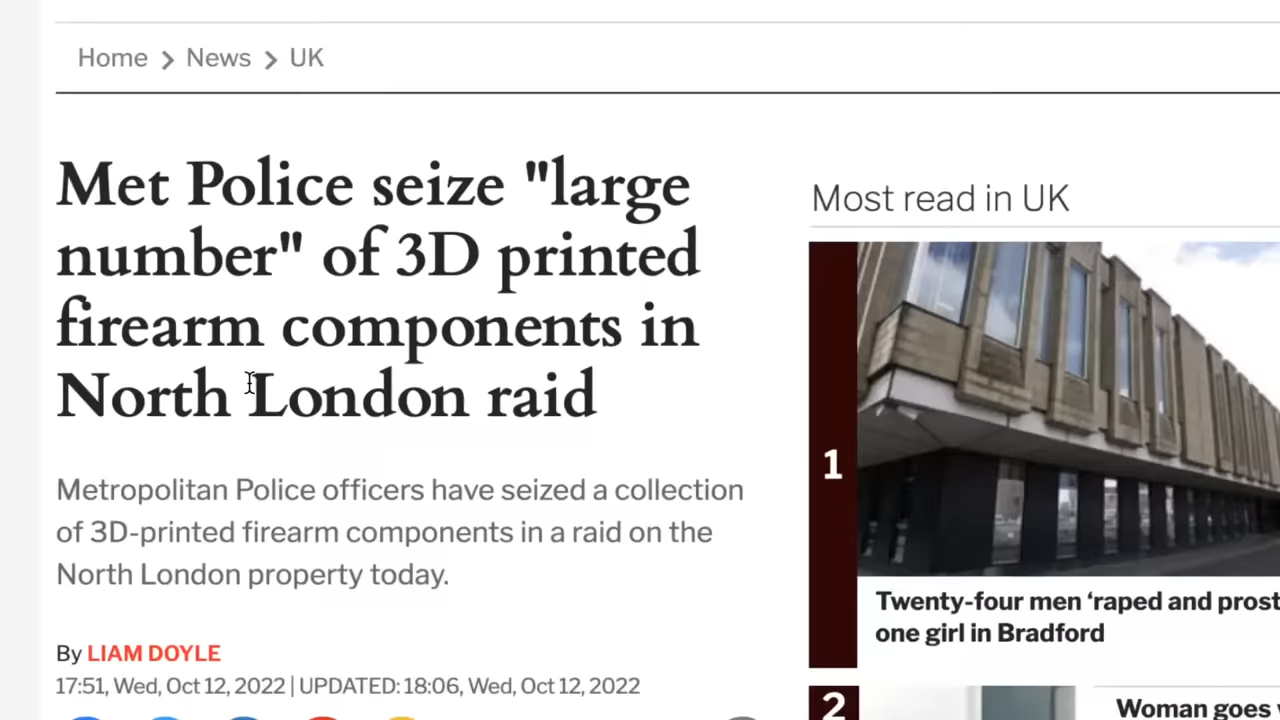 Home > News > UK
Met Police seize "large
number" of 3D printed
firearm components in
North London raid
Metropolitan Police officers have seized a collection
of 3D-printed firearm components in a raid on the
North London property today.
By LIAM DOYLE
17:51, Wed, Oct 12, 2022 | UPDATED: 18:06, Wed, Oct 12, 2022
Most read in UK
1
Twenty-four men ‘raped and prost
one girl in Bradford
2
Woman goes